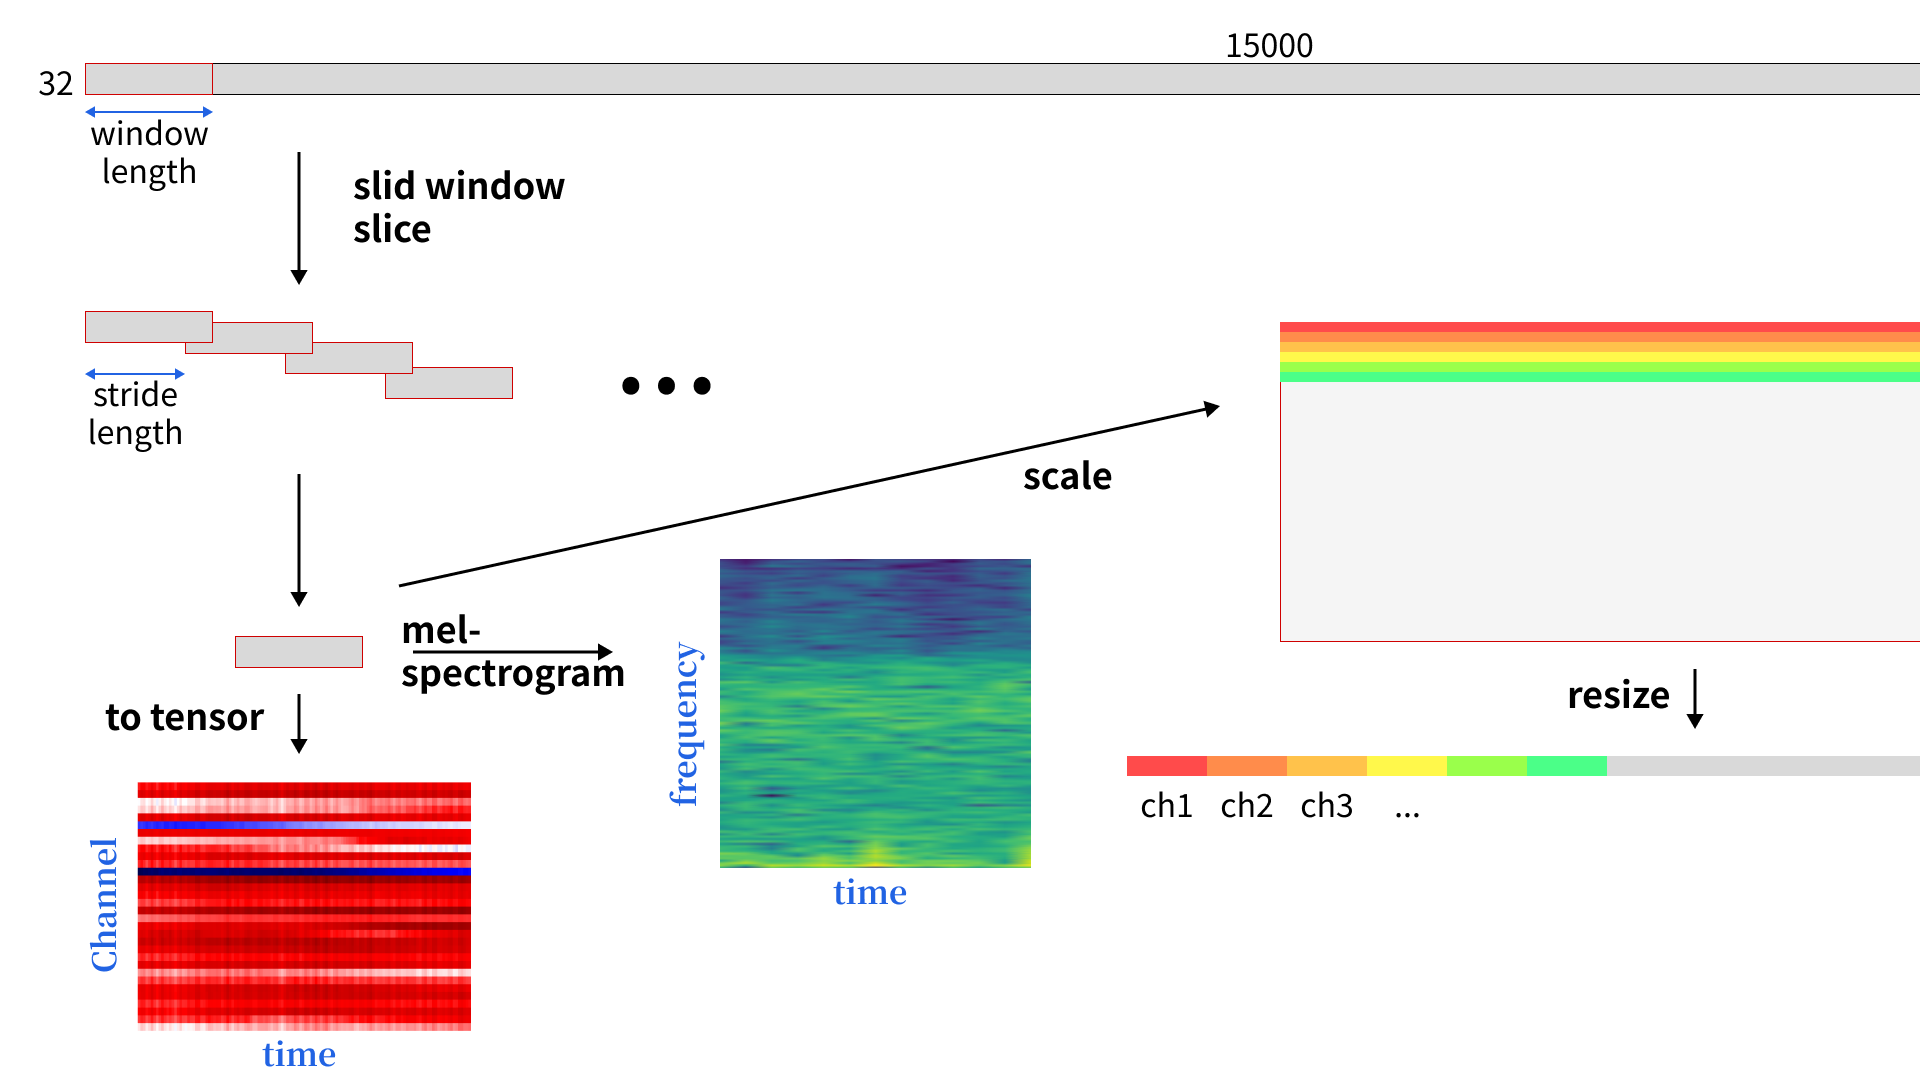 15000
32
window
length
slid window
slice
stride
length
scale
mel-
spectrogram
frequency
time
to tensor
Channel
time
resize
ch1 ch2 ch3 ...